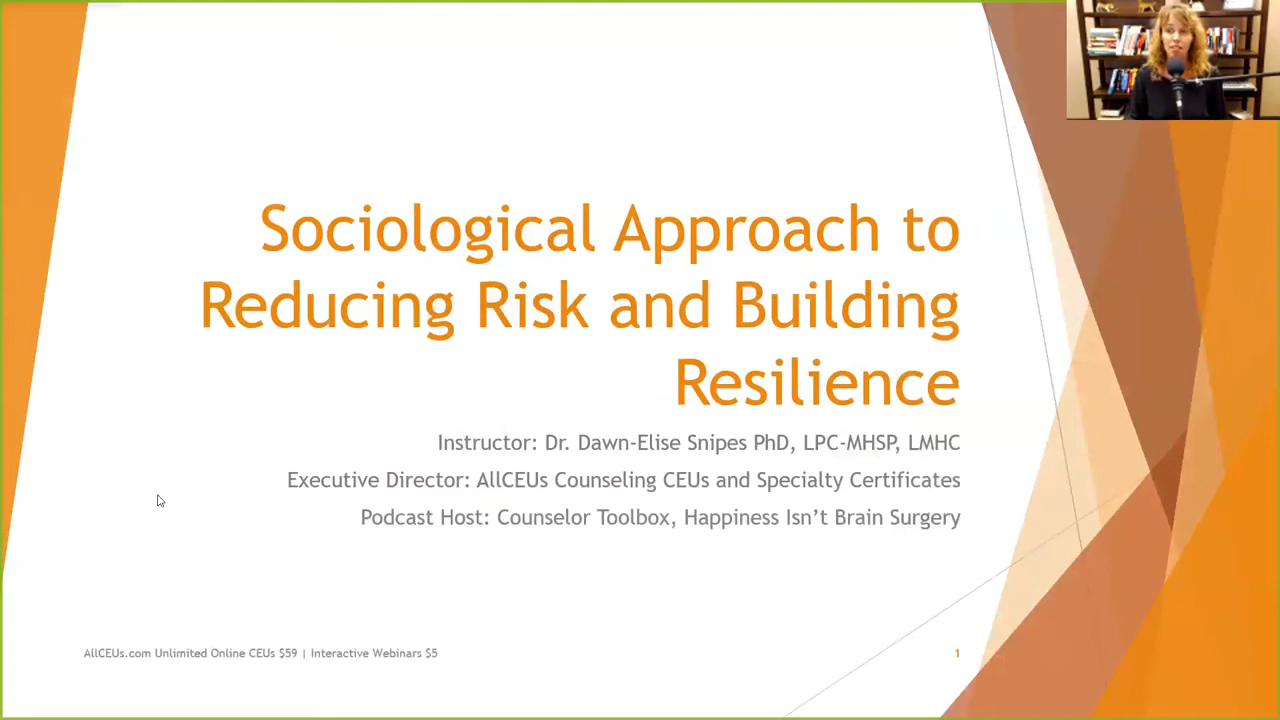 Sociological Approach to
Reducing Risk and Building
Resilience
Instructor: Dr. Dawn-Elise Snipes PhD, LPC-MHSP, LMHC
Executive Director: AllCEUs Counseling CEUs and Specialty Certificates
Podcast Host: Counselor Toolbox, Happiness Isn’t Brain Surgery
AllCEUs.com Unlimited Online CEUs $59 | Interactive Webinars $5
1